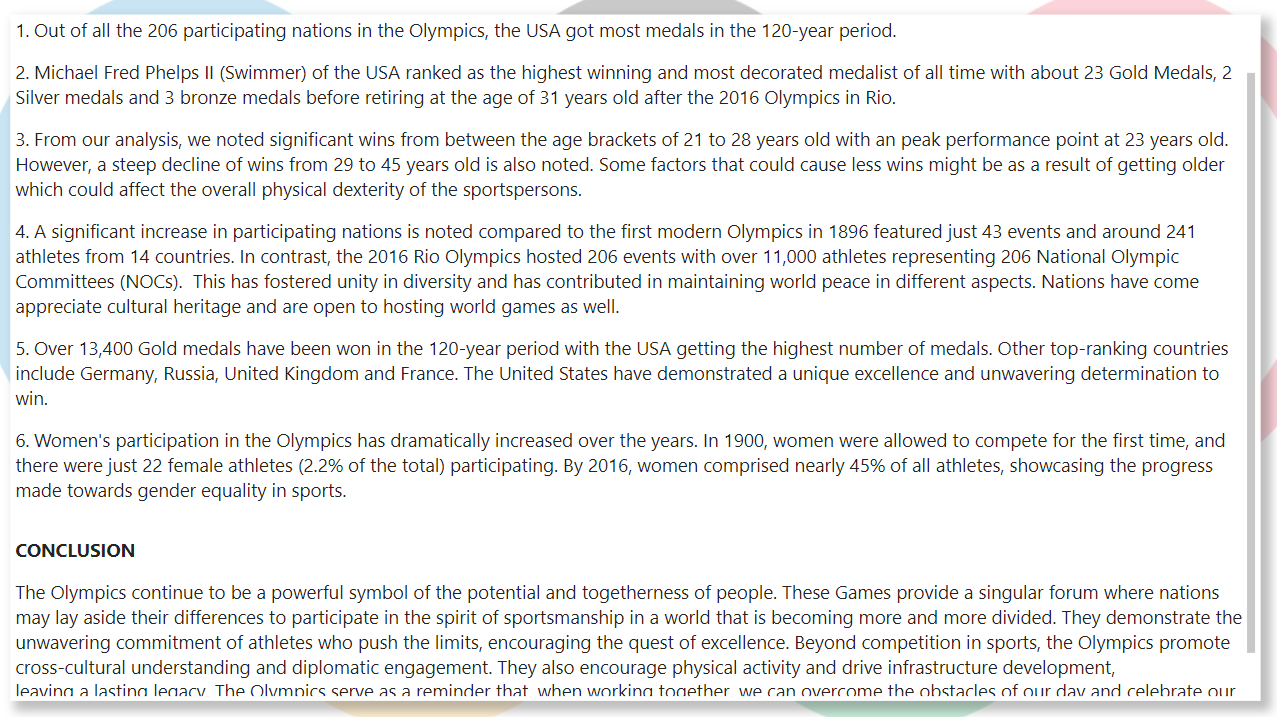 1. Out of all the 206 participating nations in the Olympics, the USA got most medals in the 120-year period.
2. Michael Fred Phelps II (Swimmer) of the USA ranked as the highest winning and most decorated medalist of all time with about 23 Gold Medals, 2
Silver medals and 3 bronze medals before retiring at the age of 31 years old after the 2016 Olympics in Rio.
3. From our analysis, we noted significant wins from between the age brackets of 21 to 28 years old with an peak performance point at 23 years old.
However, a steep decline of wins from 29 to 45 years old is also noted. Some factors that could cause less wins might be as a result of getting older
which could affect the overall physical dexterity of the sportspersons.
4. A significant increase in participating nations is noted compared to the first modern Olympics in 1896 featured just 43 events and around 241
athletes from 14 countries. In contrast, the 2016 Rio Olympics hosted 206 events with over 11,000 athletes representing 206 National Olympic
Committees (NOCs).  This has fostered unity in diversity and has contributed in maintaining world peace in different aspects. Nations have come
appreciate cultural heritage and are open to hosting world games as well.
5. Over 13,400 Gold medals have been won in the 120-year period with the USA getting the highest number of medals. Other top-ranking countries
include Germany, Russia, United Kingdom and France. The United States have demonstrated a unique excellence and unwavering determination to
win.
6. Women's participation in the Olympics has dramatically increased over the years. In 1900, women were allowed to compete for the first time, and
there were just 22 female athletes (2.2% of the total) participating. By 2016, women comprised nearly 45% of all athletes, showcasing the progress
made towards gender equality in sports.
CONCLUSION
The Olympics continue to be a powerful symbol of the potential and togetherness of people. These Games provide a singular forum where nations
may lay aside their differences to participate in the spirit of sportsmanship in a world that is becoming more and more divided. They demonstrate the
unwavering commitment of athletes who push the limits, encouraging the quest of excellence. Beyond competition in sports, the Olympics promote
cross-cultural understanding and diplomatic engagement. They also encourage physical activity and drive infrastructure development,
leaving a lasting legacy. The Olympics serve as a reminder that, when working together, we can overcome the obstacles of our day and celebrate our